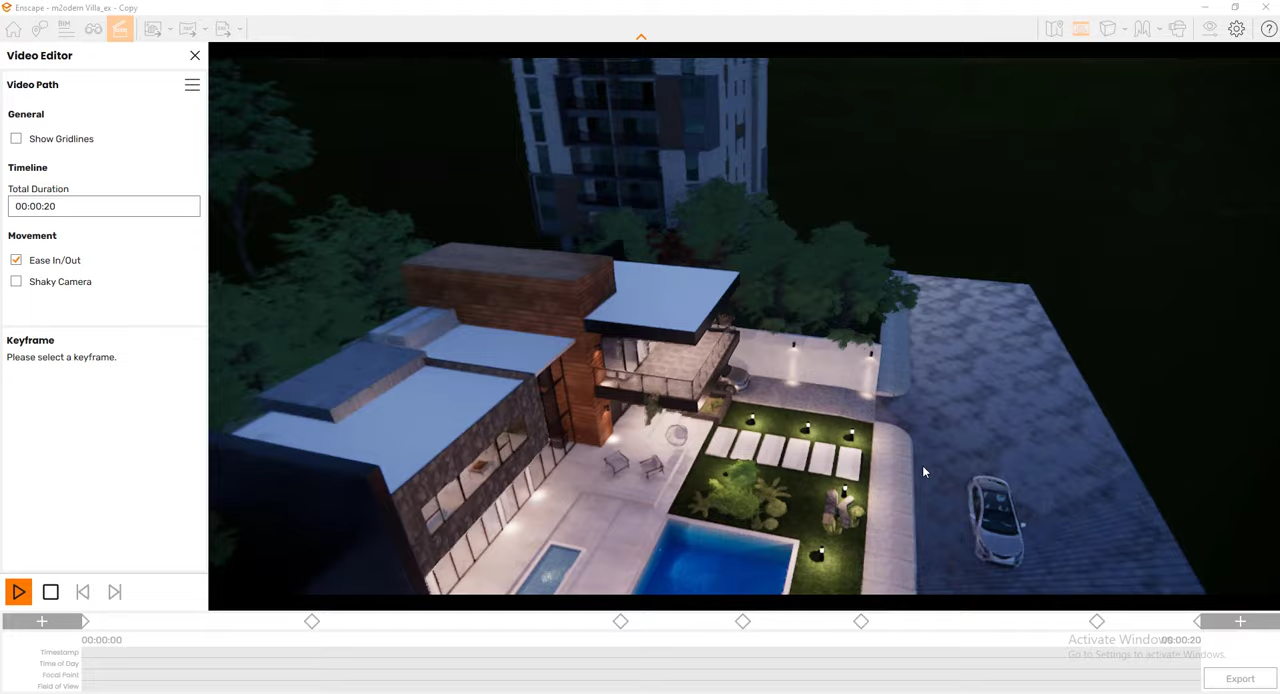 Enscape - m2odern Villa_ex - Copy
BIM
Video Editor
Video Path
General
Show Gridlines
Timeline
Total Duration
00:00:20
Movement
Ease In/Out
Shaky Camera
Keyframe
Please select a keyframe.
00:00:00
00:00:20
Timestamp
Time of Day
Focal Point
Field of View
Activate Windows
Go to Settings to activate Windows.
Export